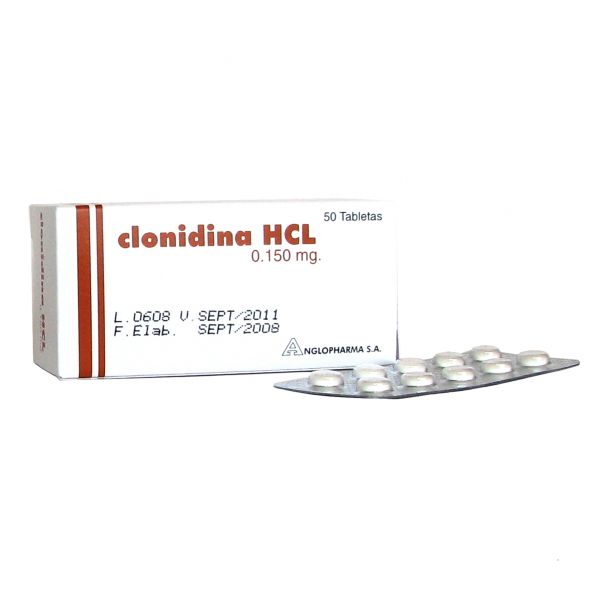 50 Tabletas
clonidina HCL
0.150 mg.
L.0608 V.SEPT/2011
F.Elab. SEPT/2008
ANGLOPHARMA S.A.